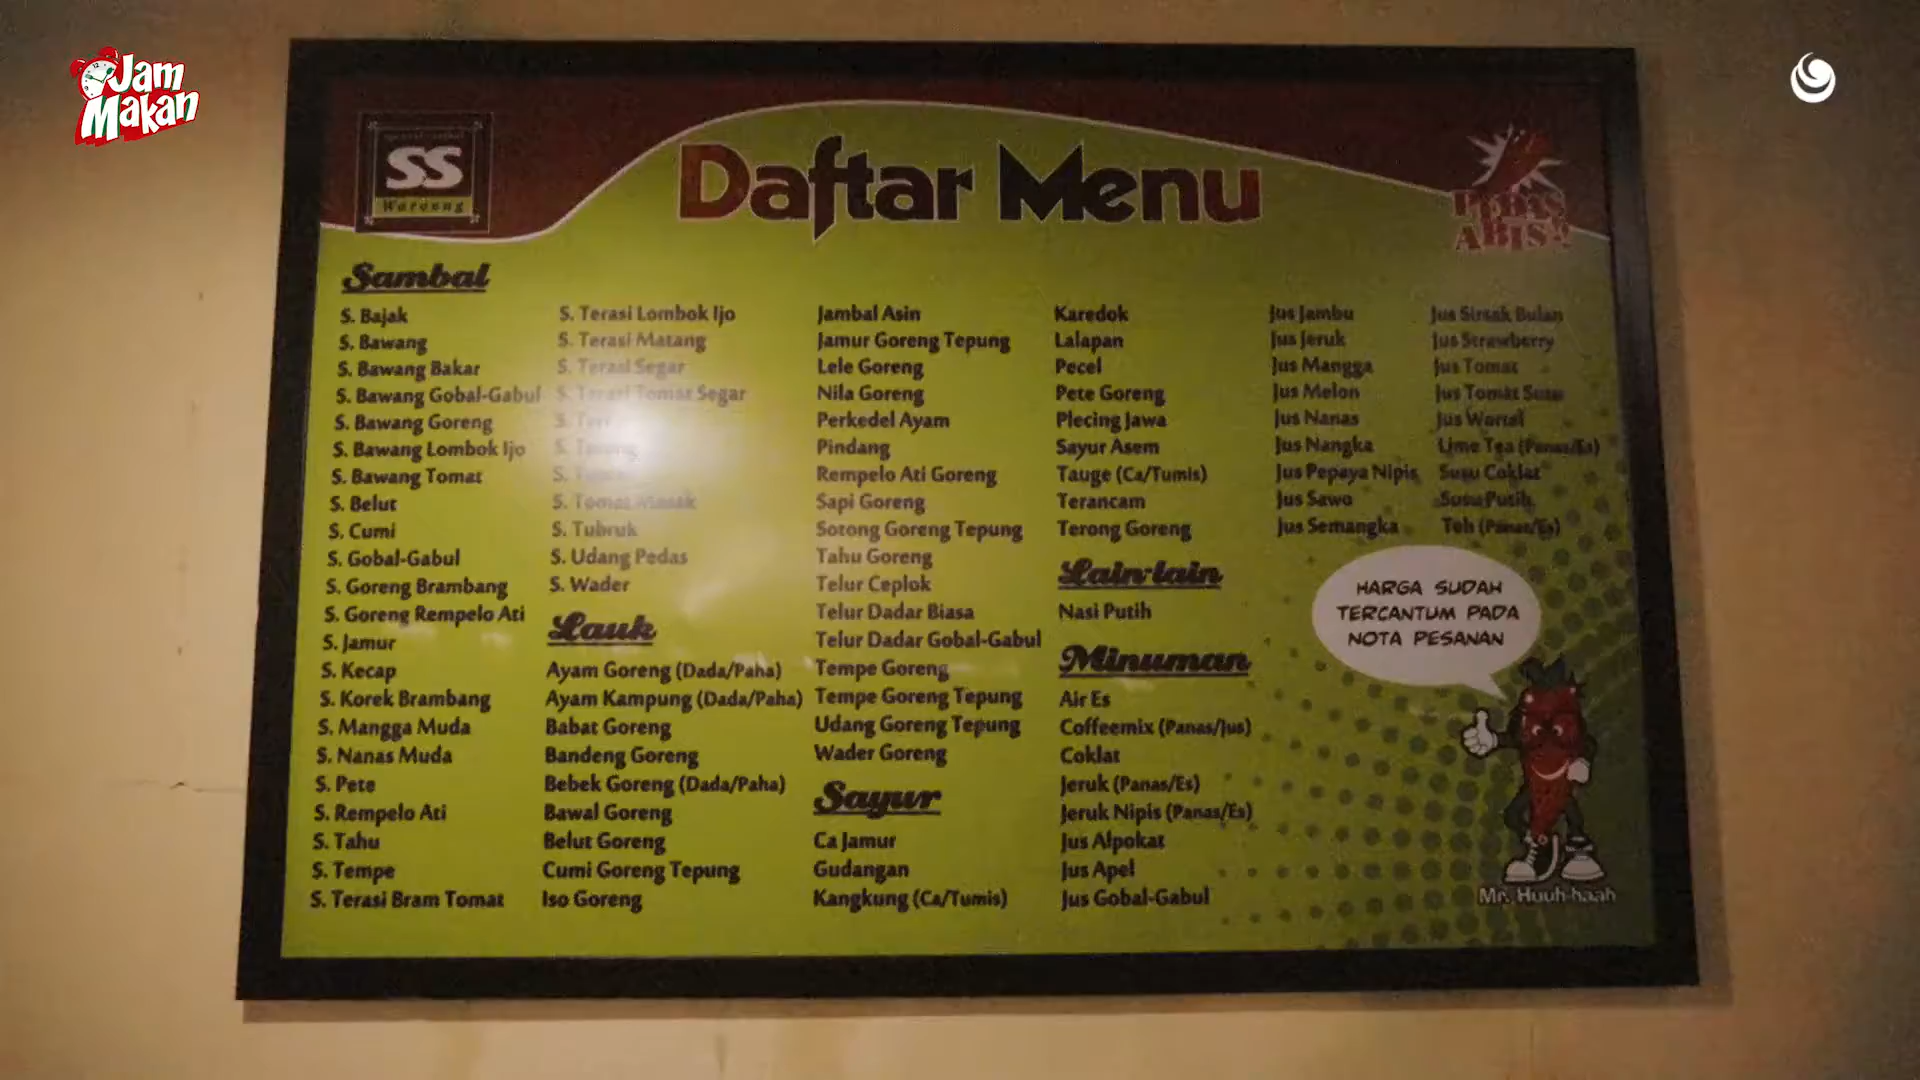 Jam
Makan
SS
Waroeng
Daftar Menu
PEDAS
ABIS!!
Sambal
S. Bajak
S. Bawang
S. Bawang Bakar
S. Bawang Gobal-Gabul
S. Bawang Goreng
S. Bawang Lombok Ijo
S. Bawang Tomat
S. Belut
S. Cumi
S. Gobal-Gabul
S. Goreng Brambang
S. Goreng Rempelo Ati
S. Jamur
S. Kecap
S. Korek Brambang
S. Mangga Muda
S. Nanas Muda
S. Pete
S. Rempelo Ati
S. Tahu
S. Tempe
S. Terasi Bram Tomat
S. Terasi Lombok Ijo
S. Terasi Matang
S. Terasi Segar
S. Terasi Tomat Segar
S.
S.
S.
S. Tomat Masak
S. Tubruk
S. Udang Pedas
S. Wader
Lauk
Ayam Goreng (Dada/Paha)
Ayam Kampung (Dada/Paha)
Babat Goreng
Bandeng Goreng
Bebek Goreng (Dada/Paha)
Bawal Goreng
Belut Goreng
Cumi Goreng Tepung
Iso Goreng
Jambal Asin
Jamur Goreng Tepung
Lele Goreng
Nila Goreng
Perkedel Ayam
Pindang
Rempelo Ati Goreng
Sapi Goreng
Sotong Goreng Tepung
Tahu Goreng
Telur Ceplok
Telur Dadar Biasa
Telur Dadar Gobal-Gabul
Tempe Goreng
Tempe Goreng Tepung
Udang Goreng Tepung
Wader Goreng
Sayur
Ca Jamur
Gudangan
Kangkung (Ca/Tumis)
Karedok
Lalapan
Pecel
Pete Goreng
Plecing Jawa
Sayur Asem
Tauge (Ca/Tumis)
Terancam
Terong Goreng
Lain-lain
Nasi Putih
Minuman
Air Es
Coffeemix (Panas/Jus)
Coklat
Jeruk (Panas/Es)
Jeruk Nipis (Panas/Es)
Jus Alpokat
Jus Apel
Jus Gobal-Gabul
Jus Jambu
Jus Jeruk
Jus Mangga
Jus Melon
Jus Nanas
Jus Nangka
Jus Pepaya Nipis
Jus Sawo
Jus Semangka
Jus Sirsak Bulan
Jus Strawberry
Jus Tomat
Jus Tomat Susu
Jus Wortel
Lime Tea (Panas/Es)
Susu Coklat
Susu Putih
Teh (Panas/Es)
HARGA SUDAH
TERCANTUM PADA
NOTA PESANAN
Mr. Huuh-haah